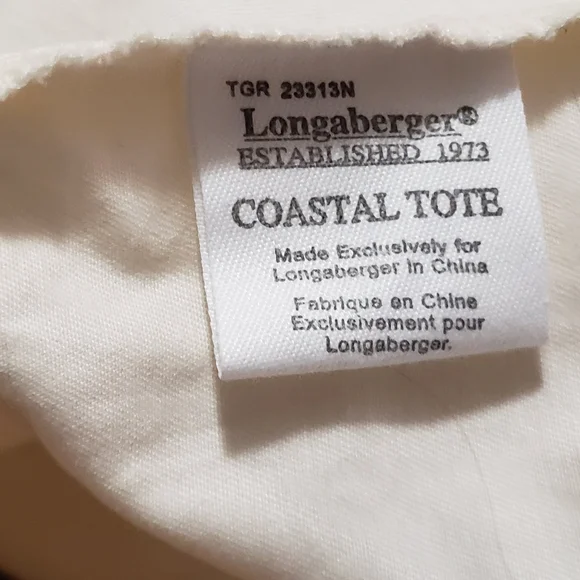 TGR 23313N
Longaberger®
ESTABLISHED 1973
COASTAL TOTE
Made Exclusively for
Longaberger in China
Fabrique en Chine
Exclusivement pour
Longaberger.